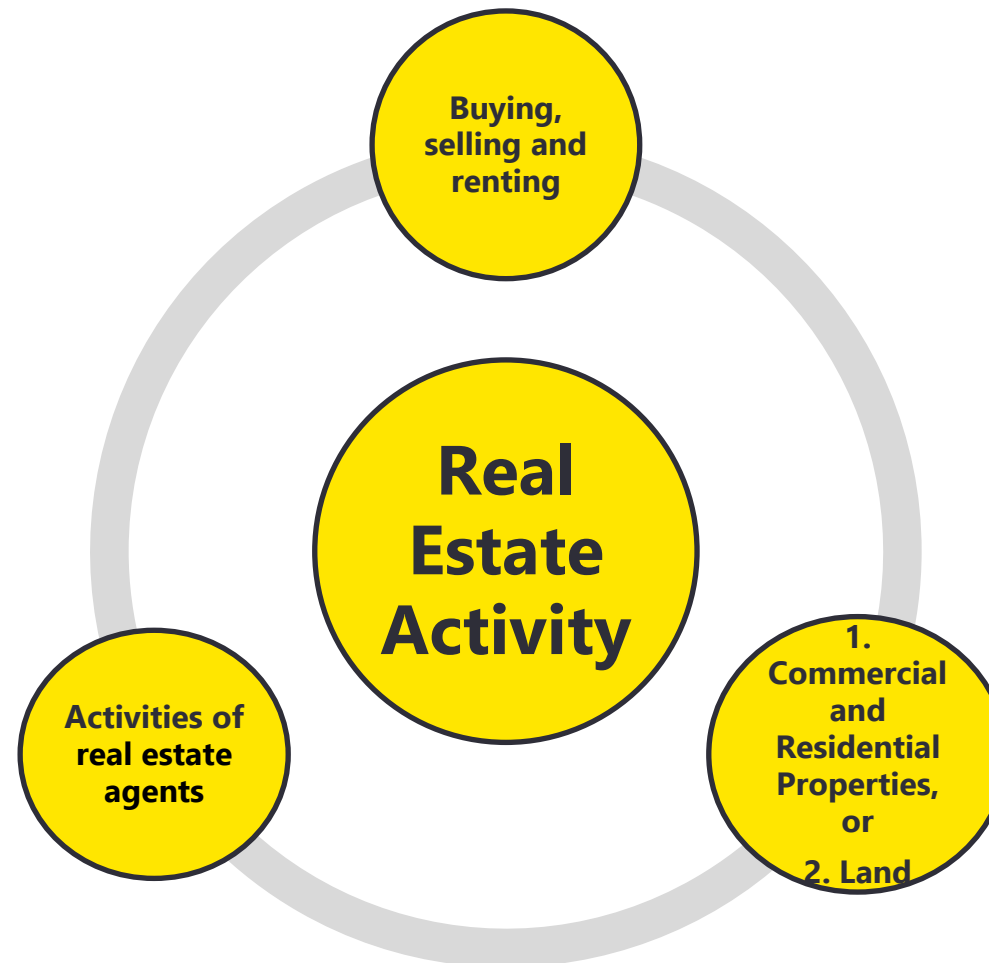 Buying,
selling and
renting
Real
Estate
Activity
1.
Commercial
and
Residential
Properties,
or
2. Land
Activities of
real estate
agents